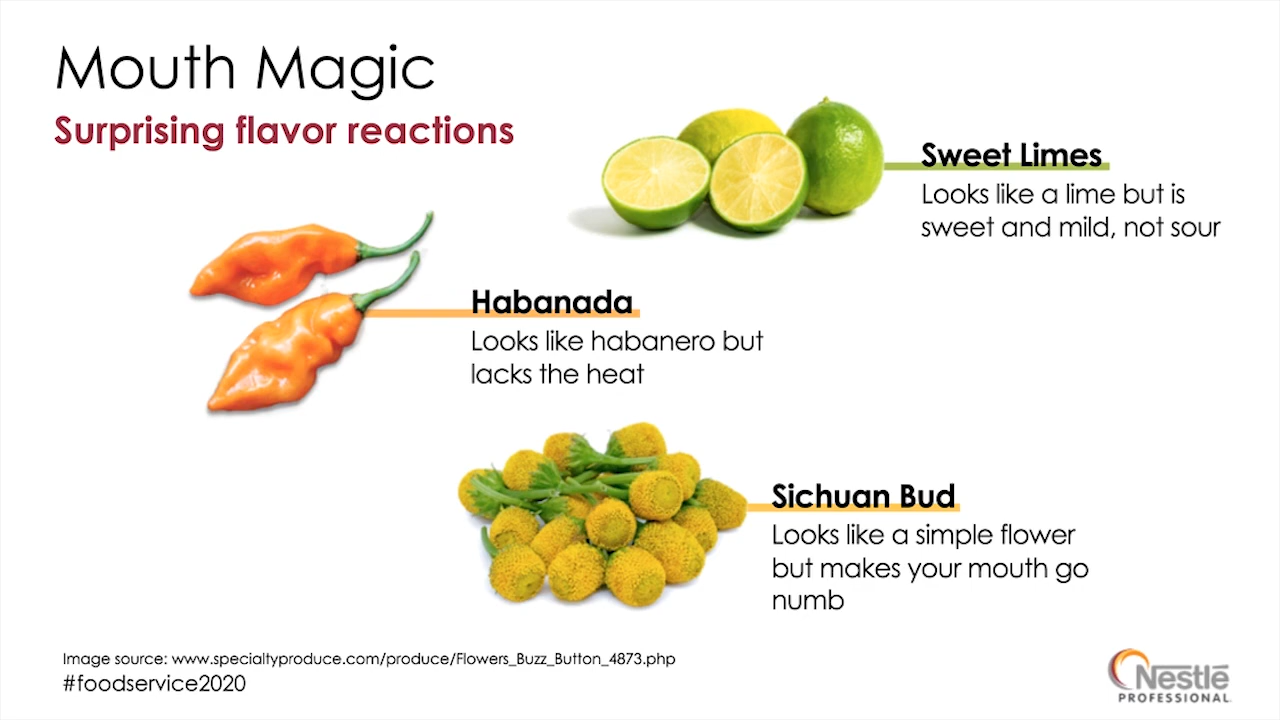 Mouth Magic
Surprising flavor reactions
Sweet Limes
Looks like a lime but is
sweet and mild, not sour
Habanada
Looks like habanero but
lacks the heat
Sichuan Bud
Looks like a simple flower
but makes your mouth go
numb
Image source: www.specialtyproduce.com/produce/Flowers_Buzz_Button_4873.php
#foodservice2020
Nestlé
PROFESSIONAL.